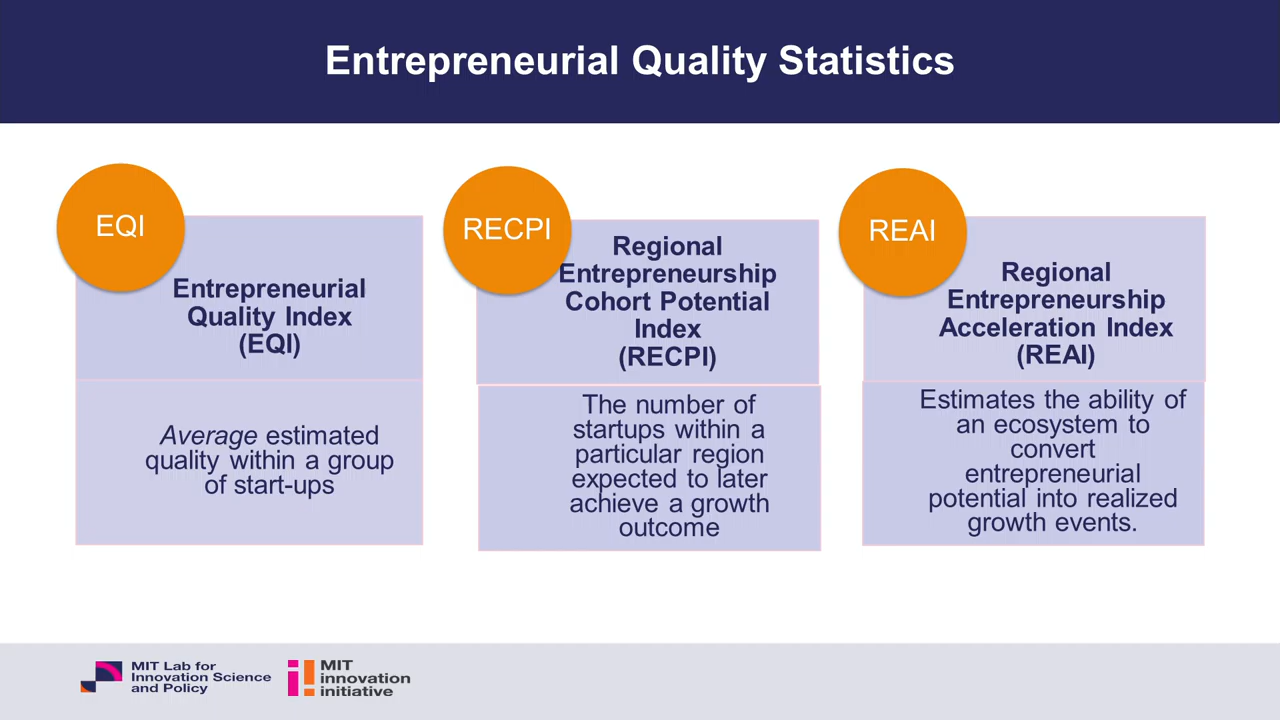 Entrepreneurial Quality Statistics
EQI
Entrepreneurial
Quality Index
(EQI)
Average estimated
quality within a group
of start-ups
RECPI
Regional
Entrepreneurship
Cohort Potential
Index
(RECPI)
The number of
startups within a
particular region
expected to later
achieve a growth
outcome
REAI
Regional
Entrepreneurship
Acceleration Index
(REAI)
Estimates the ability of
an ecosystem to
convert
entrepreneurial
potential into realized
growth events.
MIT Lab for
Innovation Science
and Policy
MIT
innovation
initiative